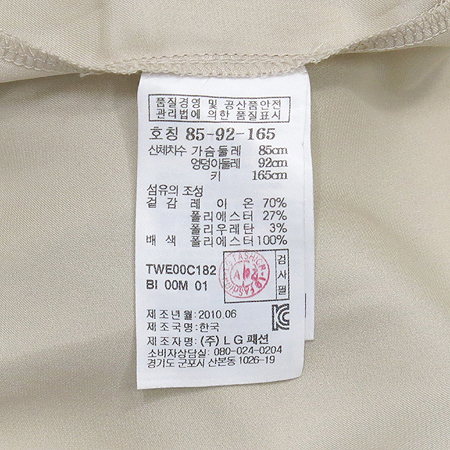 품질경영 및 공산품안전
관리법에 의한 품질표시
호칭 85-92-165
신체치수 가슴둘레 85cm
엉덩이둘레 92cm
키 165cm
섬유의 조성
겉감 레이온 70%
폴리에스터 27%
폴리우레탄 3%
배색 폴리에스터 100%
TWE00C182
BI 00M 01
검사필
제조년월: 2010.06
제조국명: 한국
제조자명: (주) LG 패션
소비자상담실: 080-024-0204
경기도 군포시 산본동 1026-19